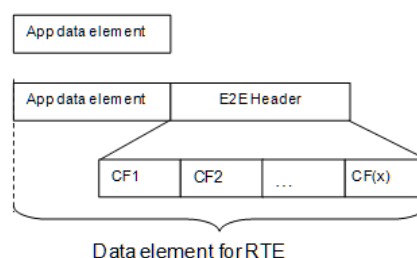 App data element
App data element E2E Header
CF1 CF2 ... CF(x)
Data element for RTE